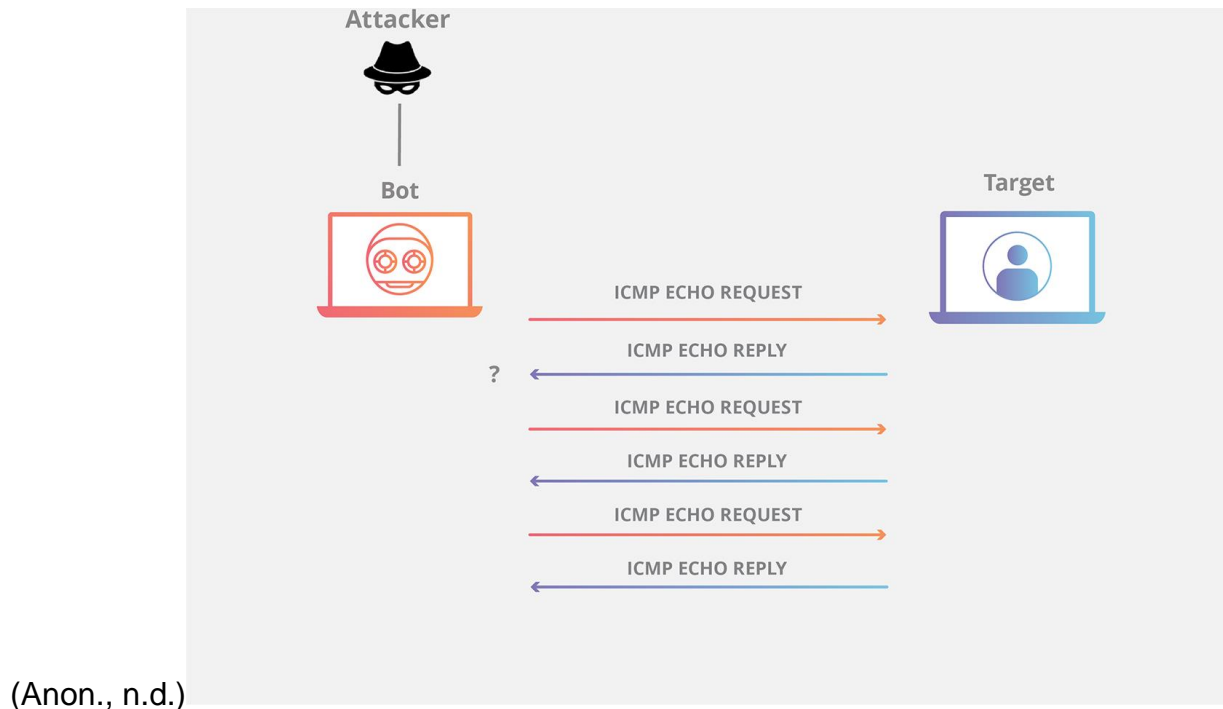 Attacker
Bot
Target
ICMP ECHO REQUEST
ICMP ECHO REPLY
?
ICMP ECHO REQUEST
ICMP ECHO REPLY
ICMP ECHO REQUEST
ICMP ECHO REPLY
(Anon., n.d.)